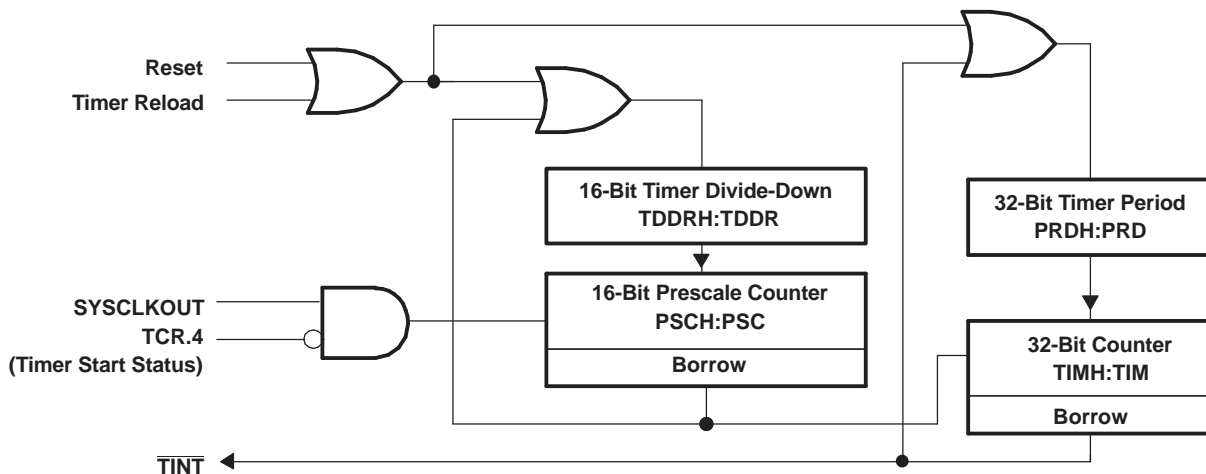 Reset
Timer Reload
16-Bit Timer Divide-Down
TDDRH:TDDR
32-Bit Timer Period
PRDH:PRD
SYSCLKOUT
TCR.4
(Timer Start Status)
16-Bit Prescale Counter
PSCH:PSC
Borrow
32-Bit Counter
TIMH:TIM
Borrow
TINT